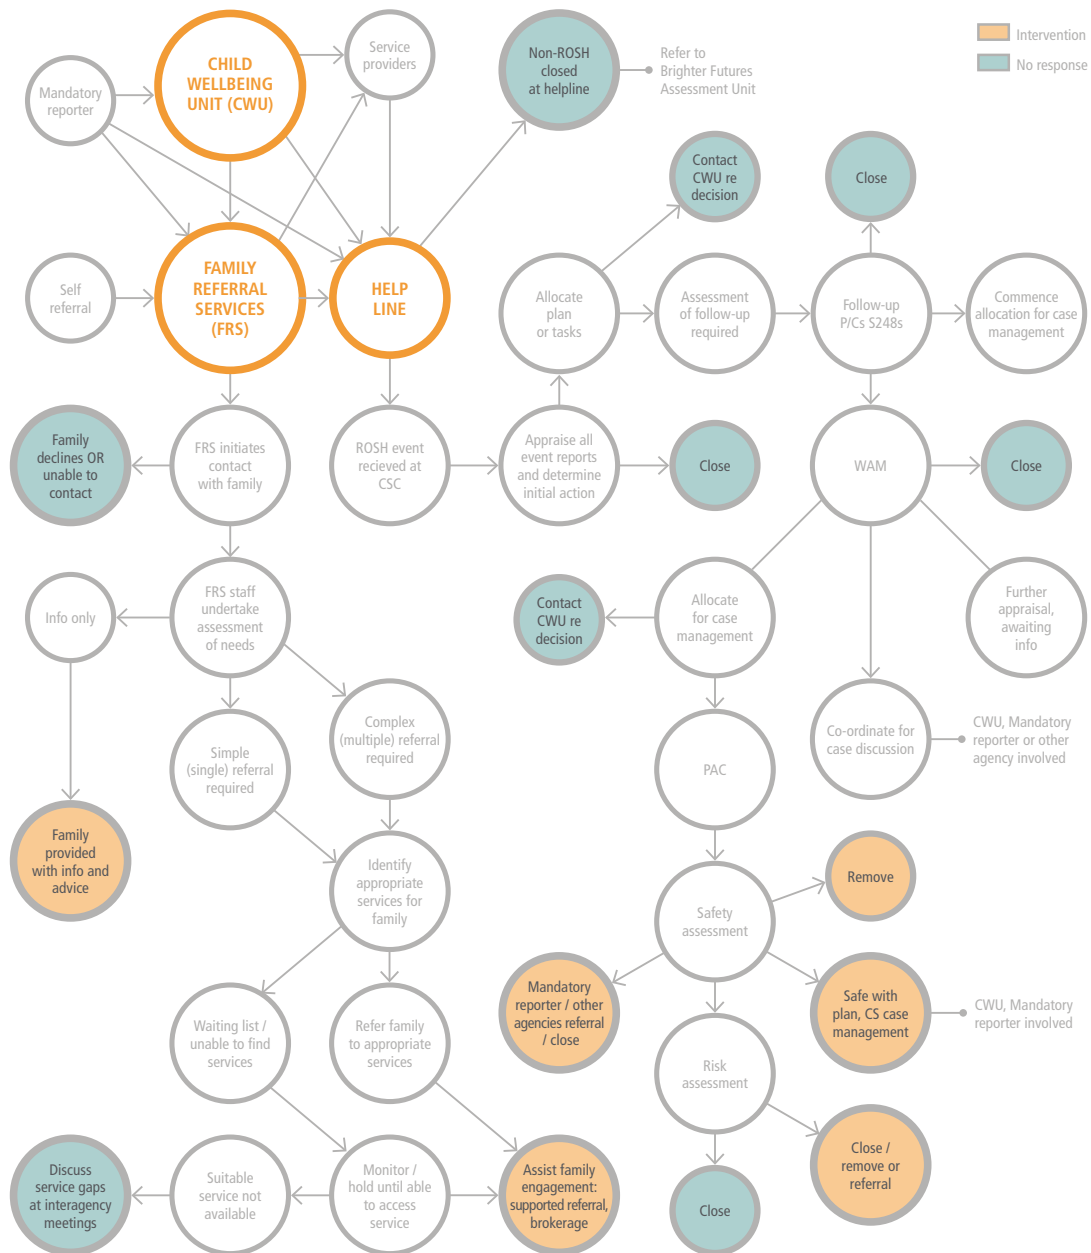 CHILD
WELLBEING
UNIT (CWU)
Service
providers
Non-ROSH
closed
at helpline
Refer to
Brighter Futures
Assessment Unit
Intervention
No response
Mandatory
reporter
Contact
CWU re
decision
Close
Self
referral
FAMILY
REFERRAL
SERVICES
(FRS)
HELP
LINE
Allocate
plan
or tasks
Assessment
of follow-up
required
Follow-up
P/Cs S248s
Commence
allocation for case
management
Family
declines OR
unable to
contact
FRS initiates
contact
with family
ROSH event
recieved at
CSC
Appraise all
event reports
and determine
initial action
Close
WAM
Close
Info only
FRS staff
undertake
assessment
of needs
Contact
CWU re
decision
Allocate
for case
management
Further
appraisal,
awaiting
info
Simple
(single) referral
required
Complex
(multiple) referral
required
PAC
Co-ordinate for
case discussion
CWU, Mandatory
reporter or other
agency involved
Family
provided
with info and
advice
Identify
appropriate
services for
family
Remove
Safety
assessment
Waiting list /
unable to find
services
Refer family
to appropriate
services
Mandatory
reporter / other
agencies referral
/ close
Safe with
plan, CS case
management
CWU, Mandatory
reporter involved
Risk
assessment
Close /
remove or
referral
Discuss
service gaps
at interagency
meetings
Suitable
service not
available
Monitor /
hold until able
to access
service
Assist family
engagement:
supported referral,
brokerage
Close